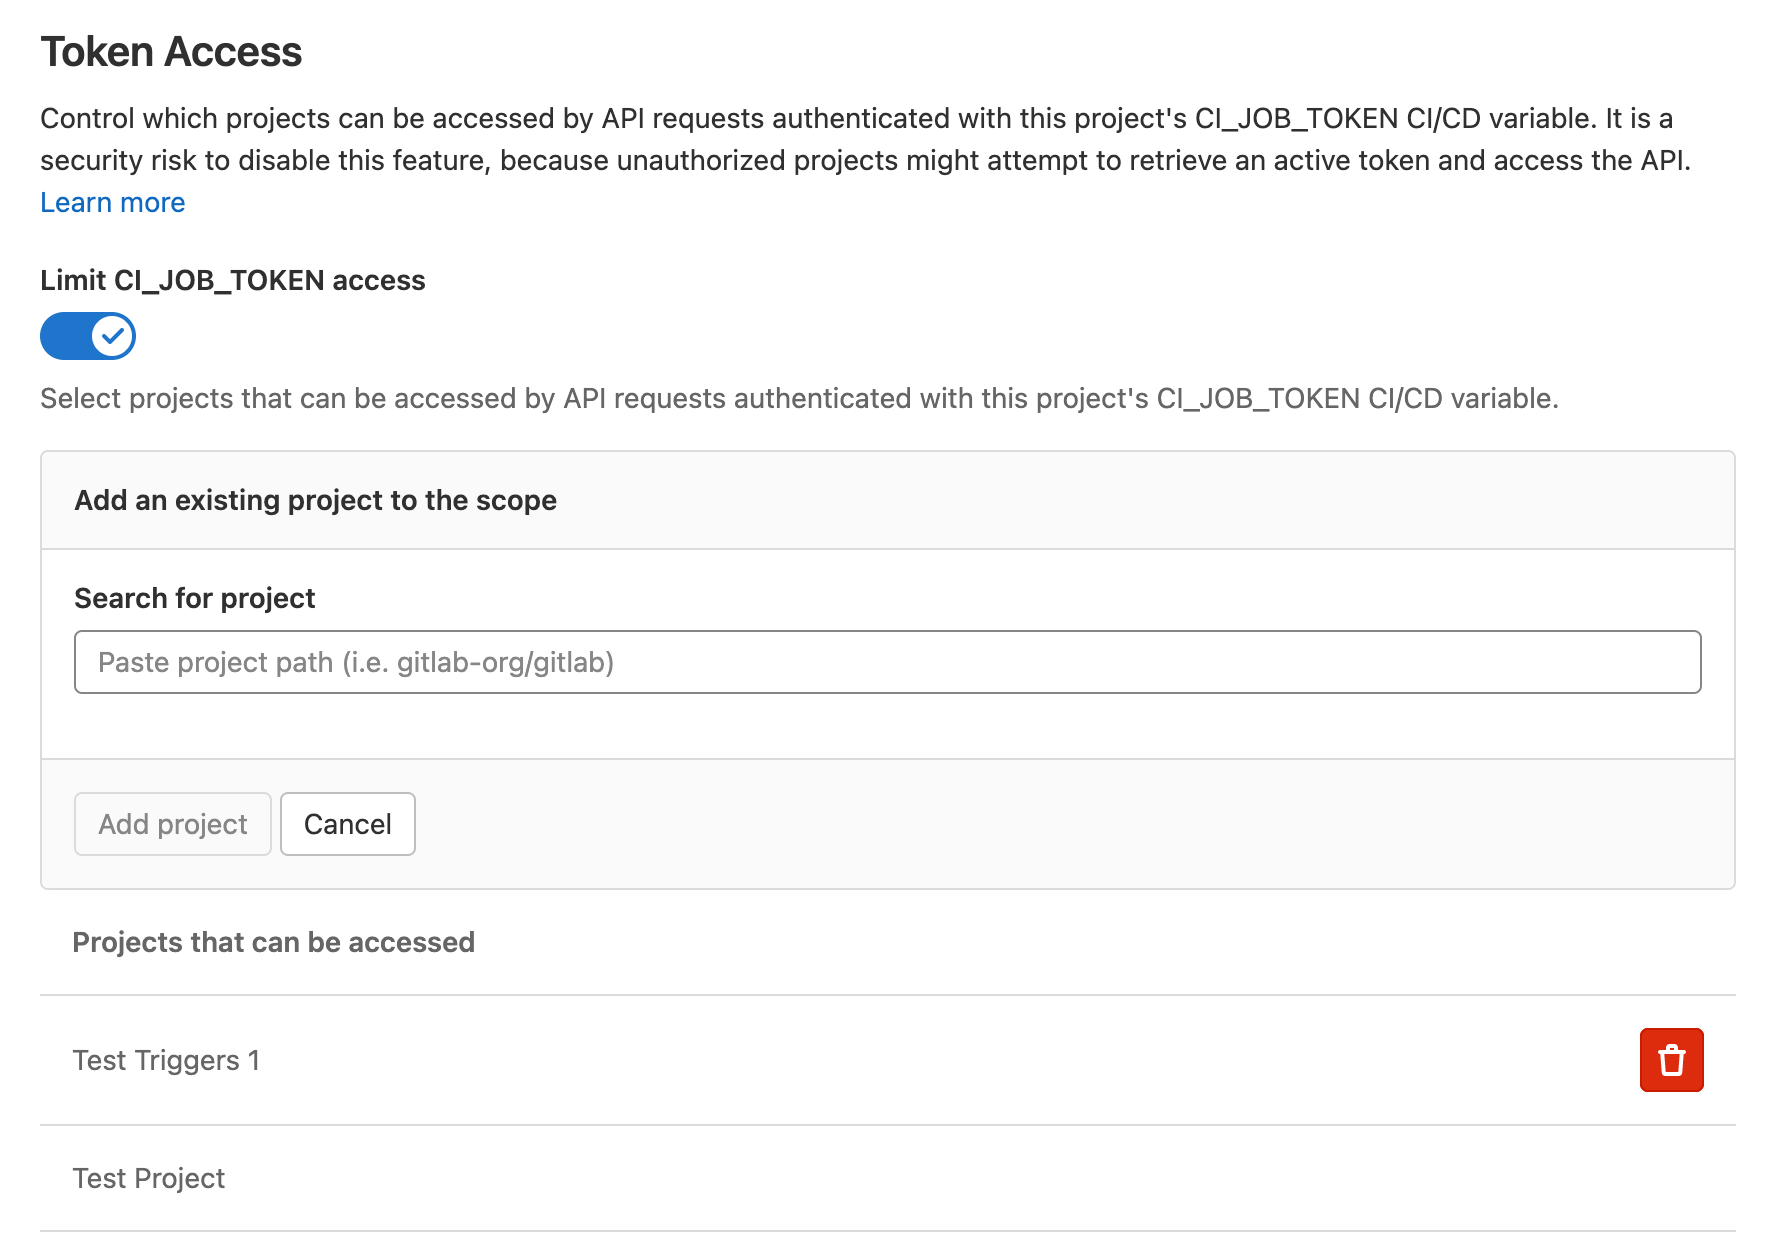 Token Access
Control which projects can be accessed by API requests authenticated with this project's CI_JOB_TOKEN CI/CD variable. It is a
security risk to disable this feature, because unauthorized projects might attempt to retrieve an active token and access the API.
Learn more
Limit CI_JOB_TOKEN access
Select projects that can be accessed by API requests authenticated with this project's CI_JOB_TOKEN CI/CD variable.
Add an existing project to the scope
Search for project
Paste project path (i.e. gitlab-org/gitlab)
Add project Cancel
Projects that can be accessed
Test Triggers 1
Test Project